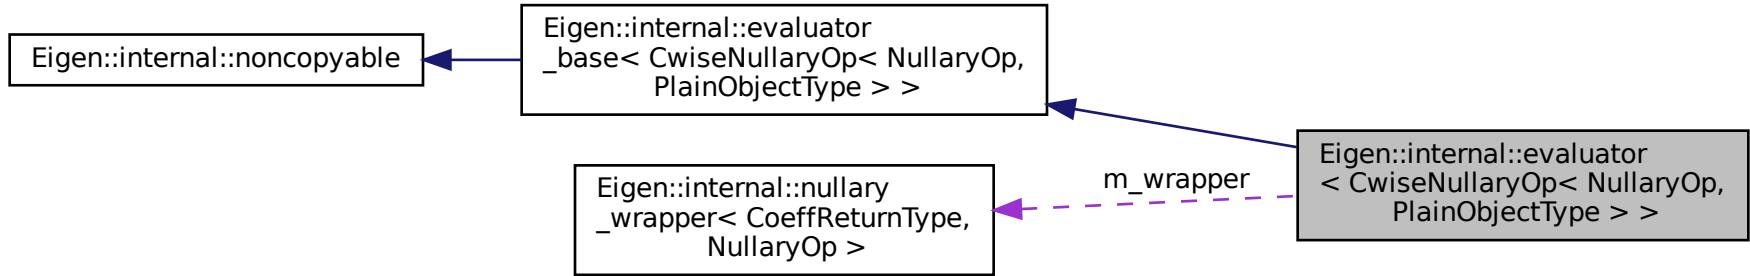 Eigen::internal::noncopyable
Eigen::internal::evaluator
_base< CwiseNullaryOp< NullaryOp,
PlainObjectType > >
Eigen::internal::nullary
_wrapper< CoeffReturnType,
NullaryOp >
m_wrapper
Eigen::internal::evaluator
< CwiseNullaryOp< NullaryOp,
PlainObjectType > >